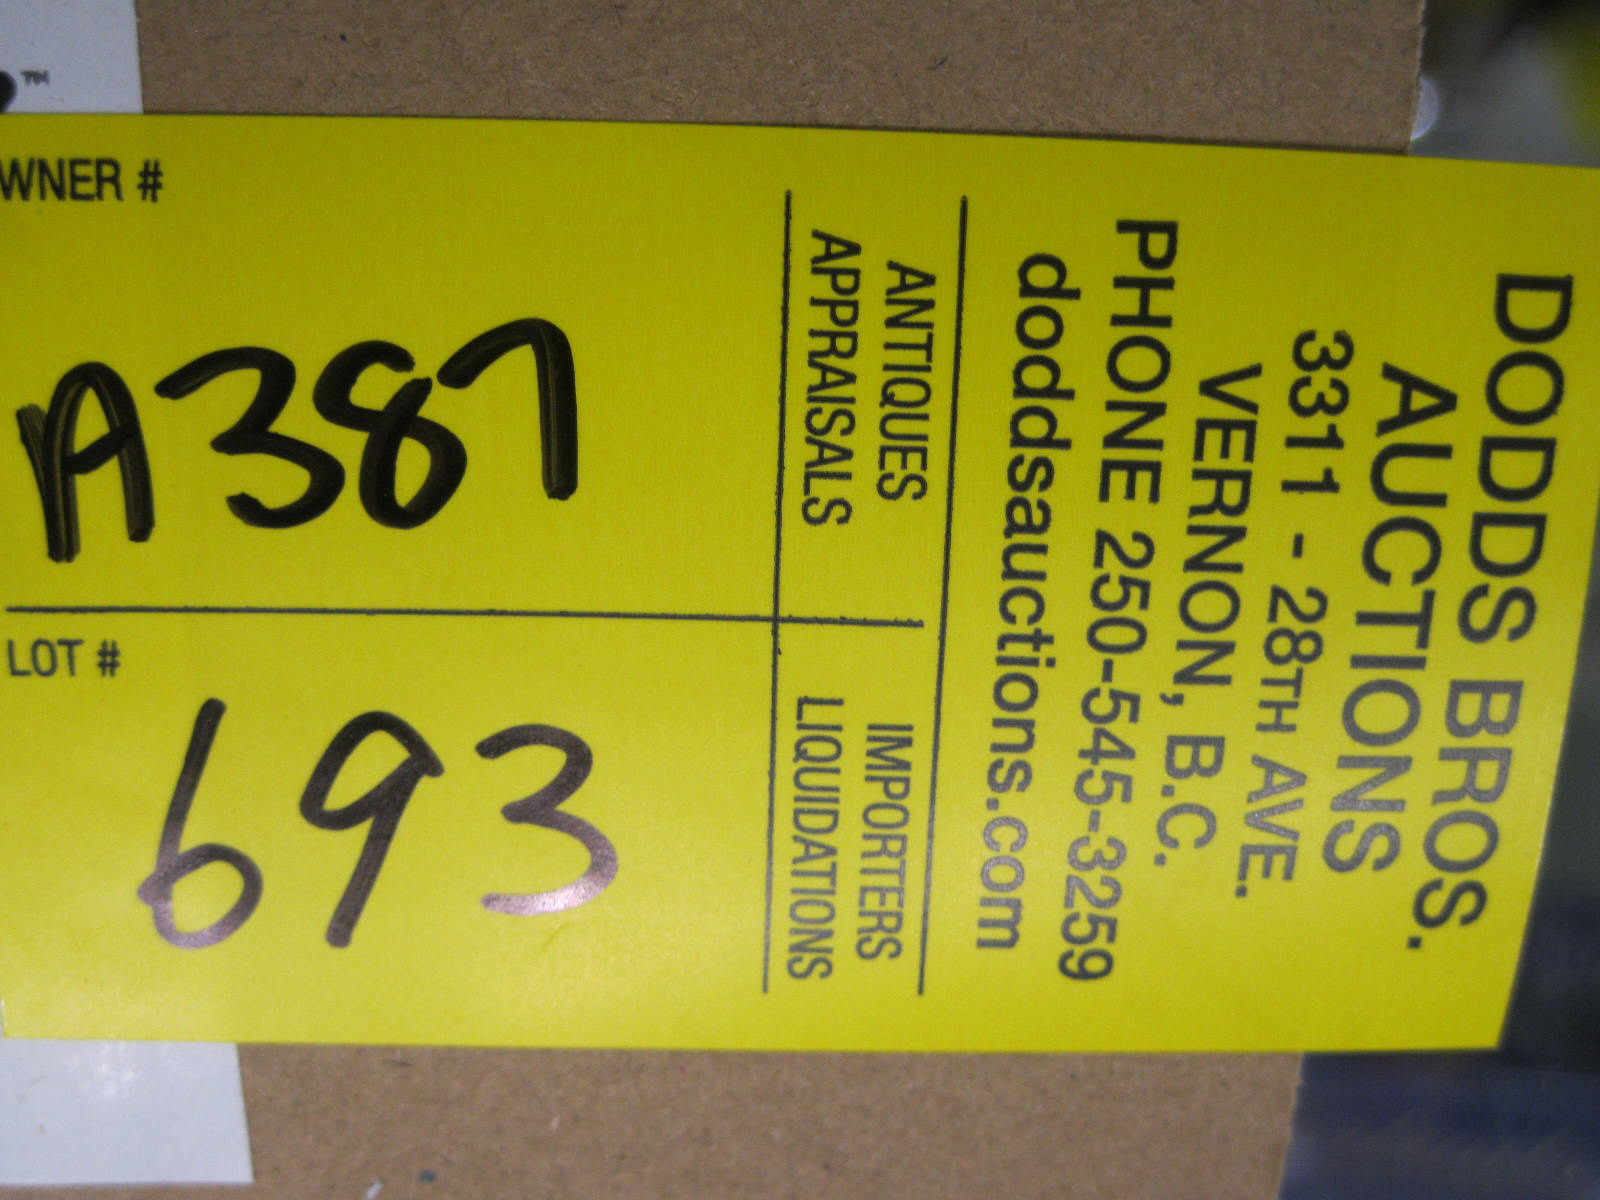 ™
WNER #
A387
LOT #
693
ANTIQUES
APPRAISALS
IMPORTERS
LIQUIDATIONS
DODDS BROS.
AUCTIONS
3311 - 28TH AVE.
VERNON, B.C.
PHONE 250-545-3259
doddsauctions.com